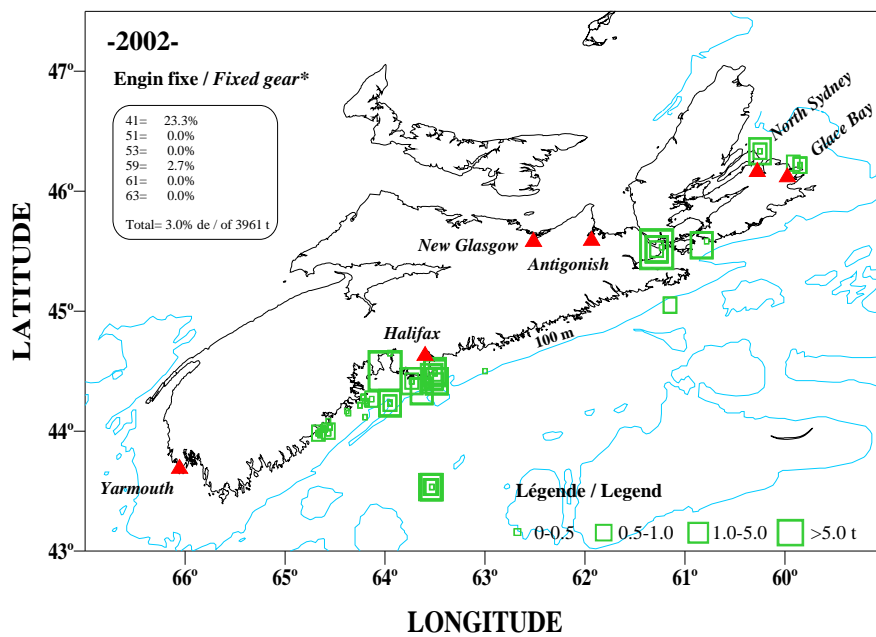 -2002-
Engin fixe / Fixed gear*
41= 23.3%
51= 0.0%
53= 0.0%
59= 2.7%
61= 0.0%
63= 0.0%
Total= 3.0% de / of 3961 t
North Sydney
Glace Bay
New Glasgow
Antigonish
Halifax
100 m
Yarmouth
Légende / Legend
0-0.5 0.5-1.0 1.0-5.0 >5.0 t
LATITUDE
47º
46º
45º
44º
43º
66º 65º 64º 63º 62º 61º 60º
LONGITUDE